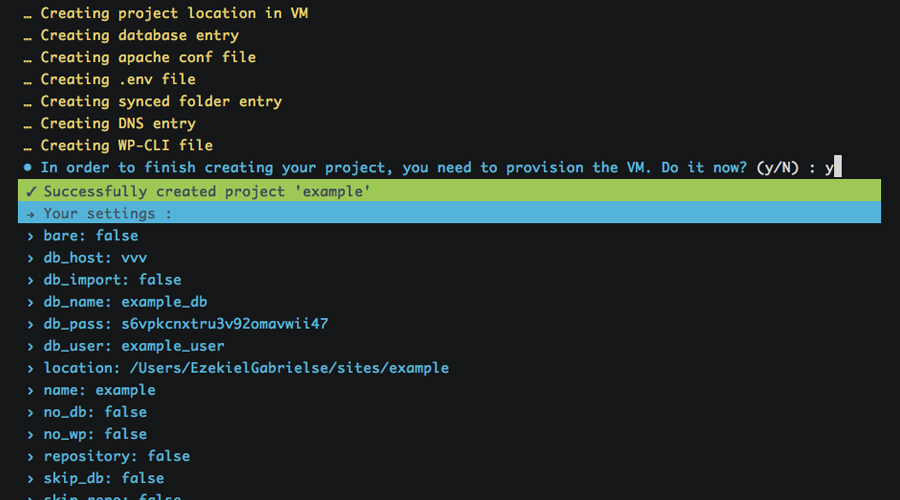 … Creating project location in VM
… Creating database entry
… Creating apache conf file
… Creating .env file
… Creating synced folder entry
… Creating DNS entry
… Creating WP-CLI file
● In order to finish creating your project, you need to provision the VM. Do it now? (y/N) : y
✓ Successfully created project 'example'
→ Your settings :
› bare: false
› db_host: vvv
› db_import: false
› db_name: example_db
› db_pass: s6vpkcnxtru3v92omavwii47
› db_user: example_user
› location: /Users/EzekielGabrielse/sites/example
› name: example
› no_db: false
› no_wp: false
› repository: false
› skip_db: false
› skip_repo: false